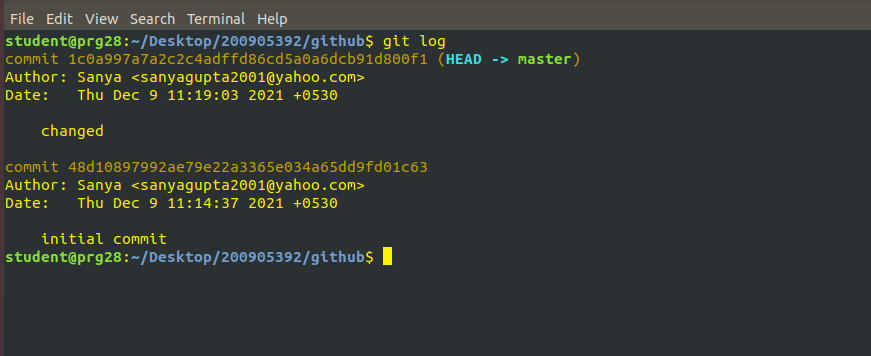 File Edit View Search Terminal Help
student@prg28:~/Desktop/200905392/github$ git log
commit 1c0a997a7a2c2c4adffd86cd5a0a6dcb91d800f1 (HEAD -> master)
Author: Sanya <sanyagupta2001@yahoo.com>
Date:   Thu Dec 9 11:19:03 2021 +0530
    changed
commit 48d10897992ae79e22a3365e034a65dd9fd01c63
Author: Sanya <sanyagupta2001@yahoo.com>
Date:   Thu Dec 9 11:14:37 2021 +0530
    initial commit
student@prg28:~/Desktop/200905392/github$